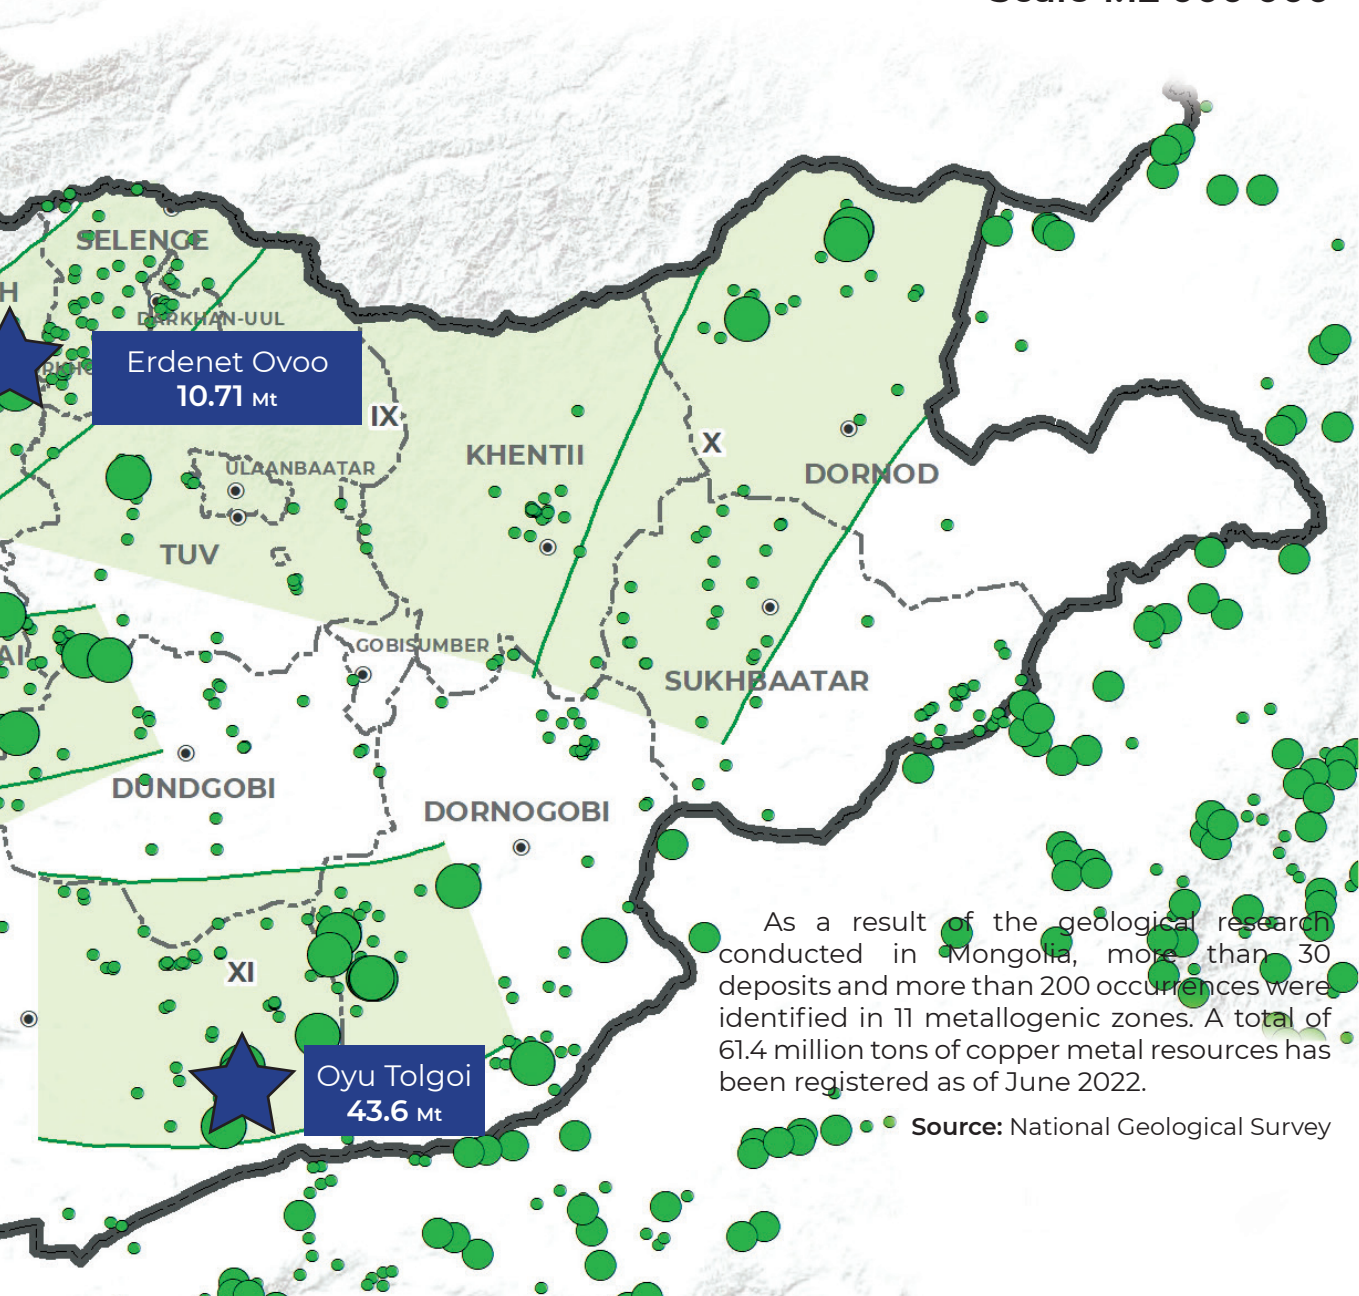 SELENGE
H
DARKHAN-UUL
Erdenet Ovoo
10.71 Mt
IX
KHENTII
X
ULAANBAATAR
DORNOD
TUV
GOBISUMBER
AI
SUKHBAATAR
DUNDGOBI
DORNOGOBI
As a result of the geological research
conducted in Mongolia, more than 30
deposits and more than 200 occurrences were
identified in 11 metallogenic zones. A total of
61.4 million tons of copper metal resources has
been registered as of June 2022.
XI
Oyu Tolgoi
43.6 Mt
Source: National Geological Survey